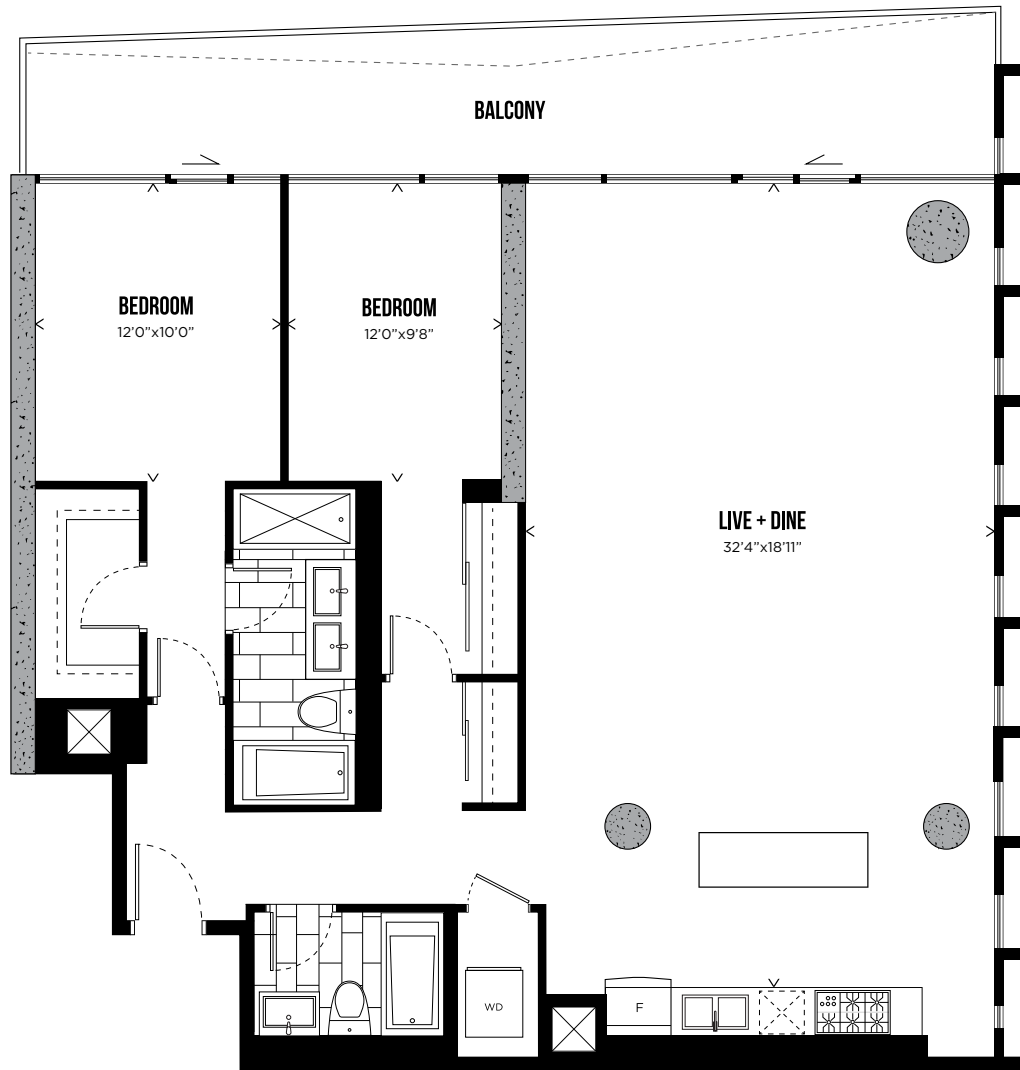 BALCONY
BEDROOM
12’0”x10’0”
BEDROOM
12’0”x9’8”
LIVE + DINE
32’4”x18’11”
WD
F